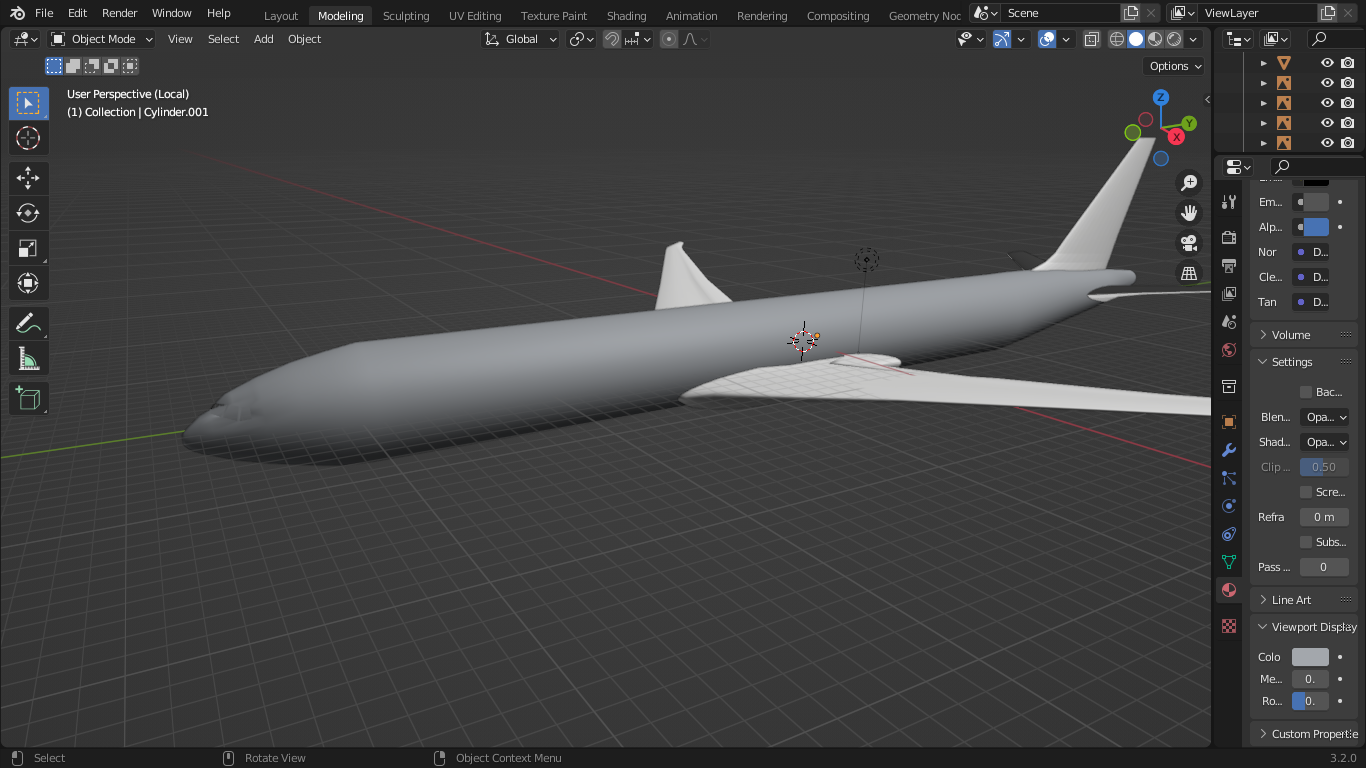 File Edit Render Window Help Layout Modeling Sculpting UV Editing Texture Paint Shading Animation Rendering Compositing Geometry Noc Scene ViewLayer
Object Mode View Select Add Object Global
Options
User Perspective (Local)
(1) Collection | Cylinder.001
Z
Y
X
Em...
Alp...
Nor D...
Cle... D...
Tan D...
Volume
Settings
Bac...
Blen... Opa...
Shad... Opa...
Clip ... 0.50
Scre...
Refra 0 m
Subs...
Pass ... 0
Line Art
Viewport Display
Colo
Me... 0.
Ro... 0.
Custom Propertie
Select Rotate View Object Context Menu 3.2.0